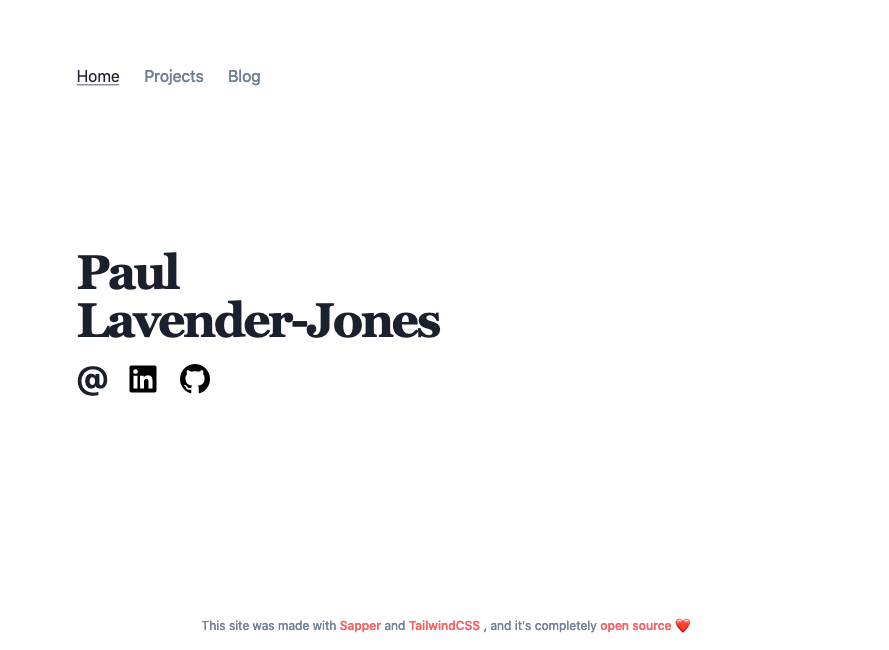 Home Projects Blog
Paul
Lavender-Jones
@ in
This site was made with Sapper and TailwindCSS , and it's completely open source ❤️